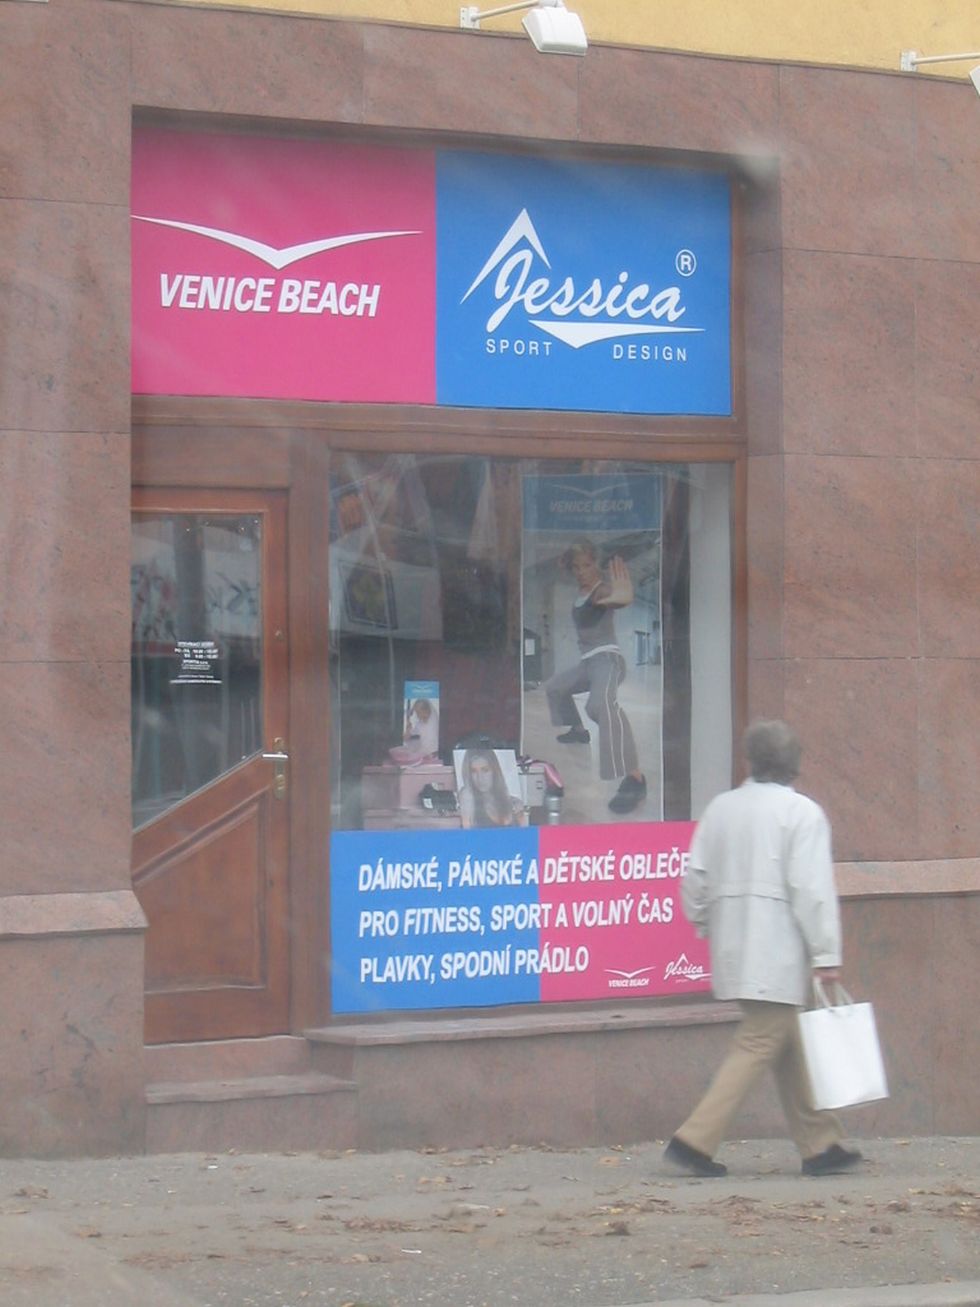 VENICE BEACH
Jessica ®
SPORT DESIGN
VENICE BEACH
DÁMSKÉ, PÁNSKÉ A DĚTSKÉ OBLEČE
PRO FITNESS, SPORT A VOLNÝ ČAS
PLAVKY, SPODNÍ PRÁDLO
VENICE BEACH
Jessica